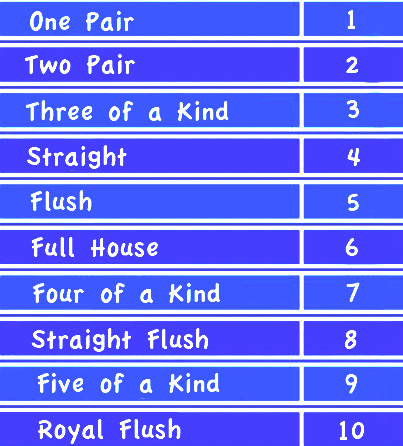 One Pair 1
Two Pair 2
Three of a Kind 3
Straight 4
Flush 5
Full House 6
Four of a Kind 7
Straight Flush 8
Five of a Kind 9
Royal Flush 10